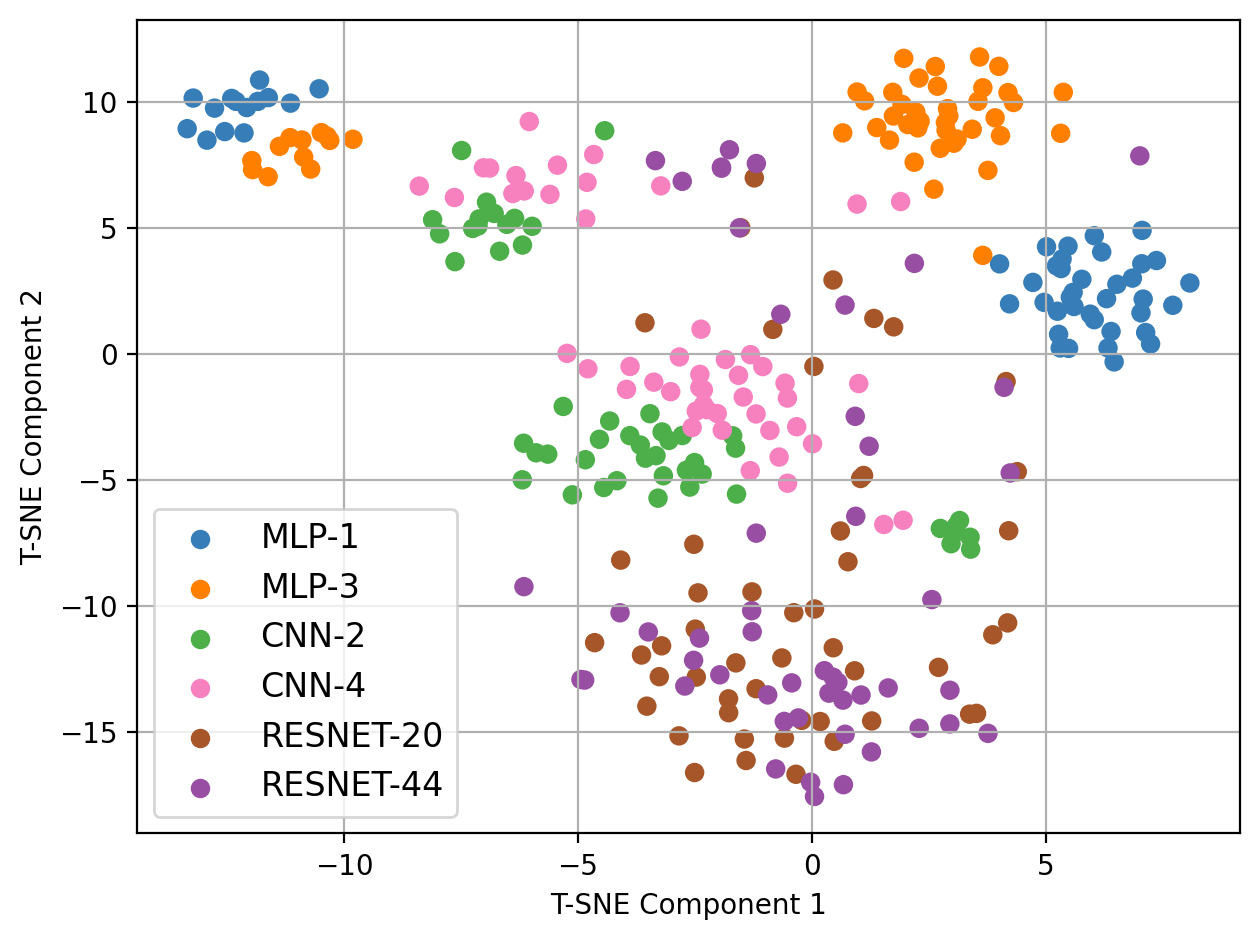 10
5
0
−5
−10
−15
T-SNE Component 2
MLP-1
MLP-3
CNN-2
CNN-4
RESNET-20
RESNET-44
−10
−5
0
5
T-SNE Component 1